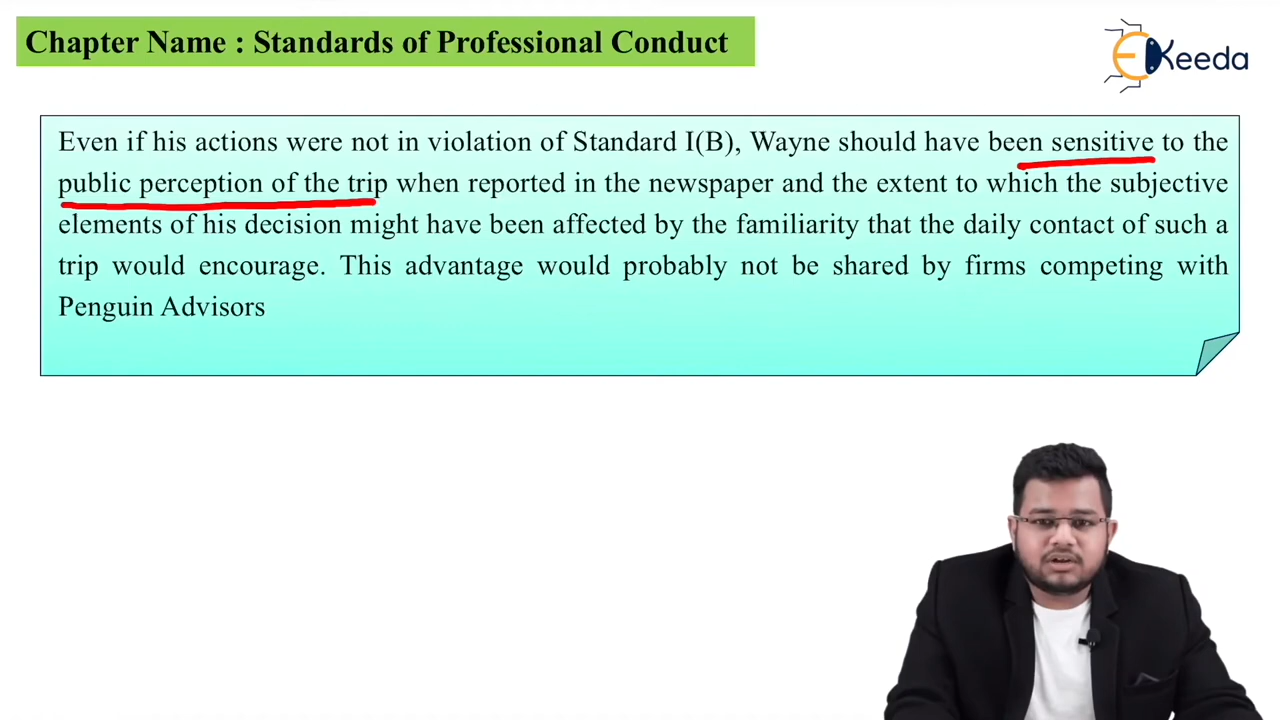 Chapter Name : Standards of Professional Conduct
EKeeda
Even if his actions were not in violation of Standard I(B), Wayne should have been sensitive to the
public perception of the trip when reported in the newspaper and the extent to which the subjective
elements of his decision might have been affected by the familiarity that the daily contact of such a
trip would encourage. This advantage would probably not be shared by firms competing with
Penguin Advisors